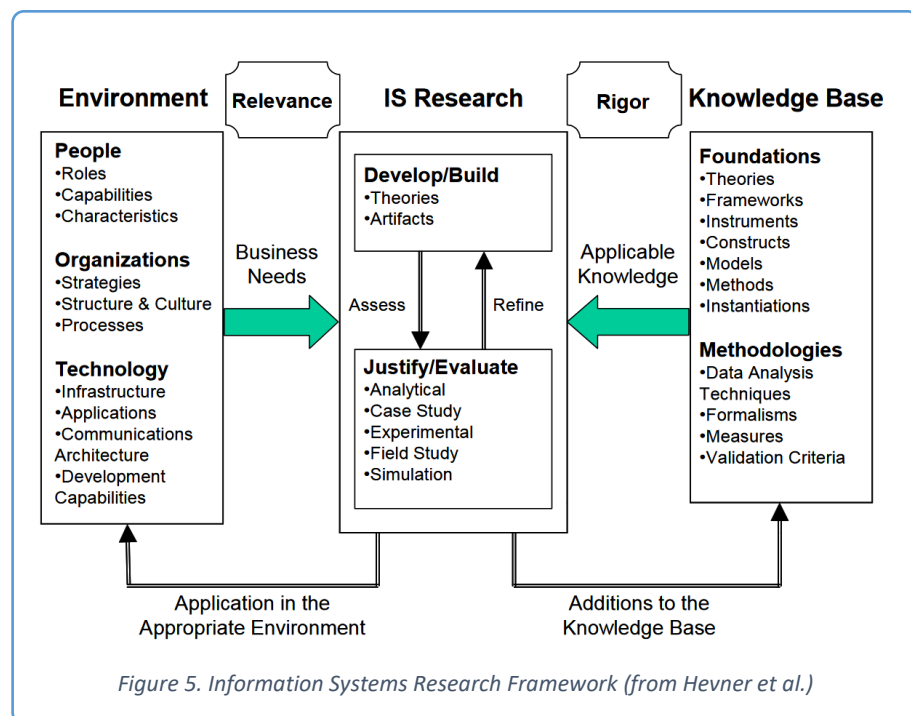 Environment
Relevance
IS Research
Rigor
Knowledge Base
People
•Roles
•Capabilities
•Characteristics
Organizations
•Strategies
•Structure & Culture
•Processes
Technology
•Infrastructure
•Applications
•Communications
Architecture
•Development
Capabilities
Business
Needs
Develop/Build
•Theories
•Artifacts
Assess
Refine
Justify/Evaluate
•Analytical
•Case Study
•Experimental
•Field Study
•Simulation
Applicable
Knowledge
Foundations
•Theories
•Frameworks
•Instruments
•Constructs
•Models
•Methods
•Instantiations
Methodologies
•Data Analysis
Techniques
•Formalisms
•Measures
•Validation Criteria
Application in the
Appropriate Environment
Additions to the
Knowledge Base
Figure 5. Information Systems Research Framework (from Hevner et al.)